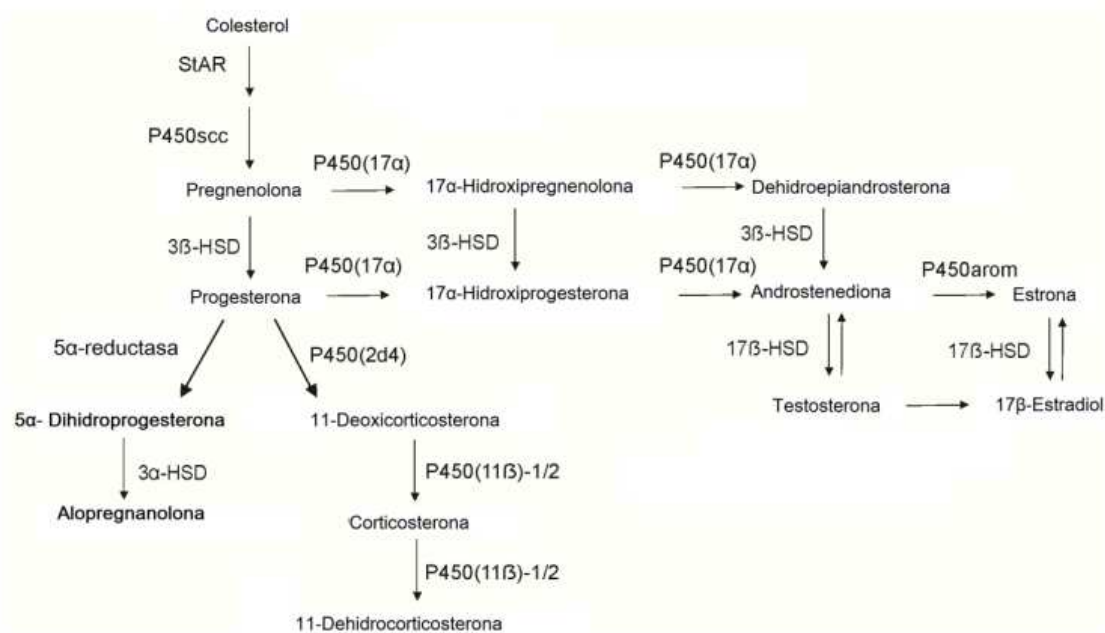 Colesterol
StAR
P450scc
P450(17α)
P450(17α)
Pregnenolona
17α-Hidroxipregnenolona
Dehidroepiandrosterona
3ß-HSD
3ß-HSD
3ß-HSD
P450(17α)
P450(17α)
P450arom
Progesterona
17α-Hidroxiprogesterona
Androstenediona
Estrona
5α-reductasa
P450(2d4)
17ß-HSD
17ß-HSD
5α- Dihidroprogesterona
11-Deoxicorticosterona
Testosterona
17β-Estradiol
3α-HSD
P450(11ß)-1/2
Alopregnanolona
Corticosterona
P450(11ß)-1/2
11-Dehidrocorticosterona